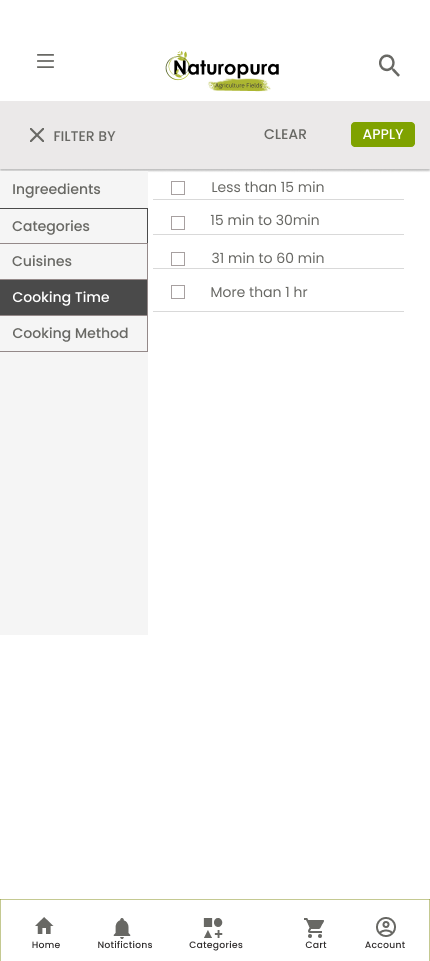 Naturopura
Agriculture Fields
FILTER BY
CLEAR
APPLY
Ingreedients
Categories
Cuisines
Cooking Time
Cooking Method
Less than 15 min
15 min to 30min
31 min to 60 min
More than 1 hr
Home
Notifictions
Categories
Cart
Account